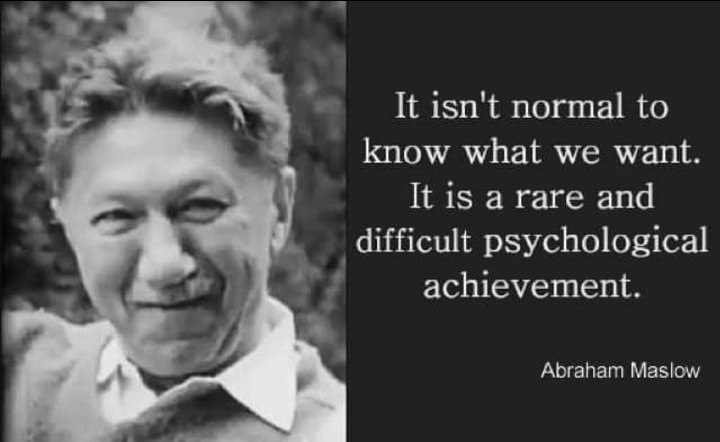 It isn't normal to
know what we want.
It is a rare and
difficult psychological
achievement.
Abraham Maslow